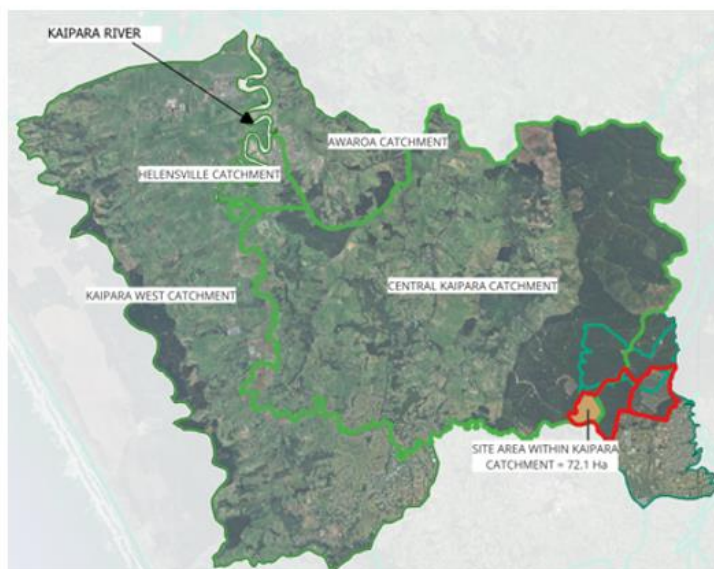 KAIPARA RIVER
AWAROA CATCHMENT
HELENSVILLE CATCHMENT
KAIPARA WEST CATCHMENT
CENTRAL KAIPARA CATCHMENT
SITE AREA WITHIN KAIPARA
CATCHMENT = 72.1 Ha